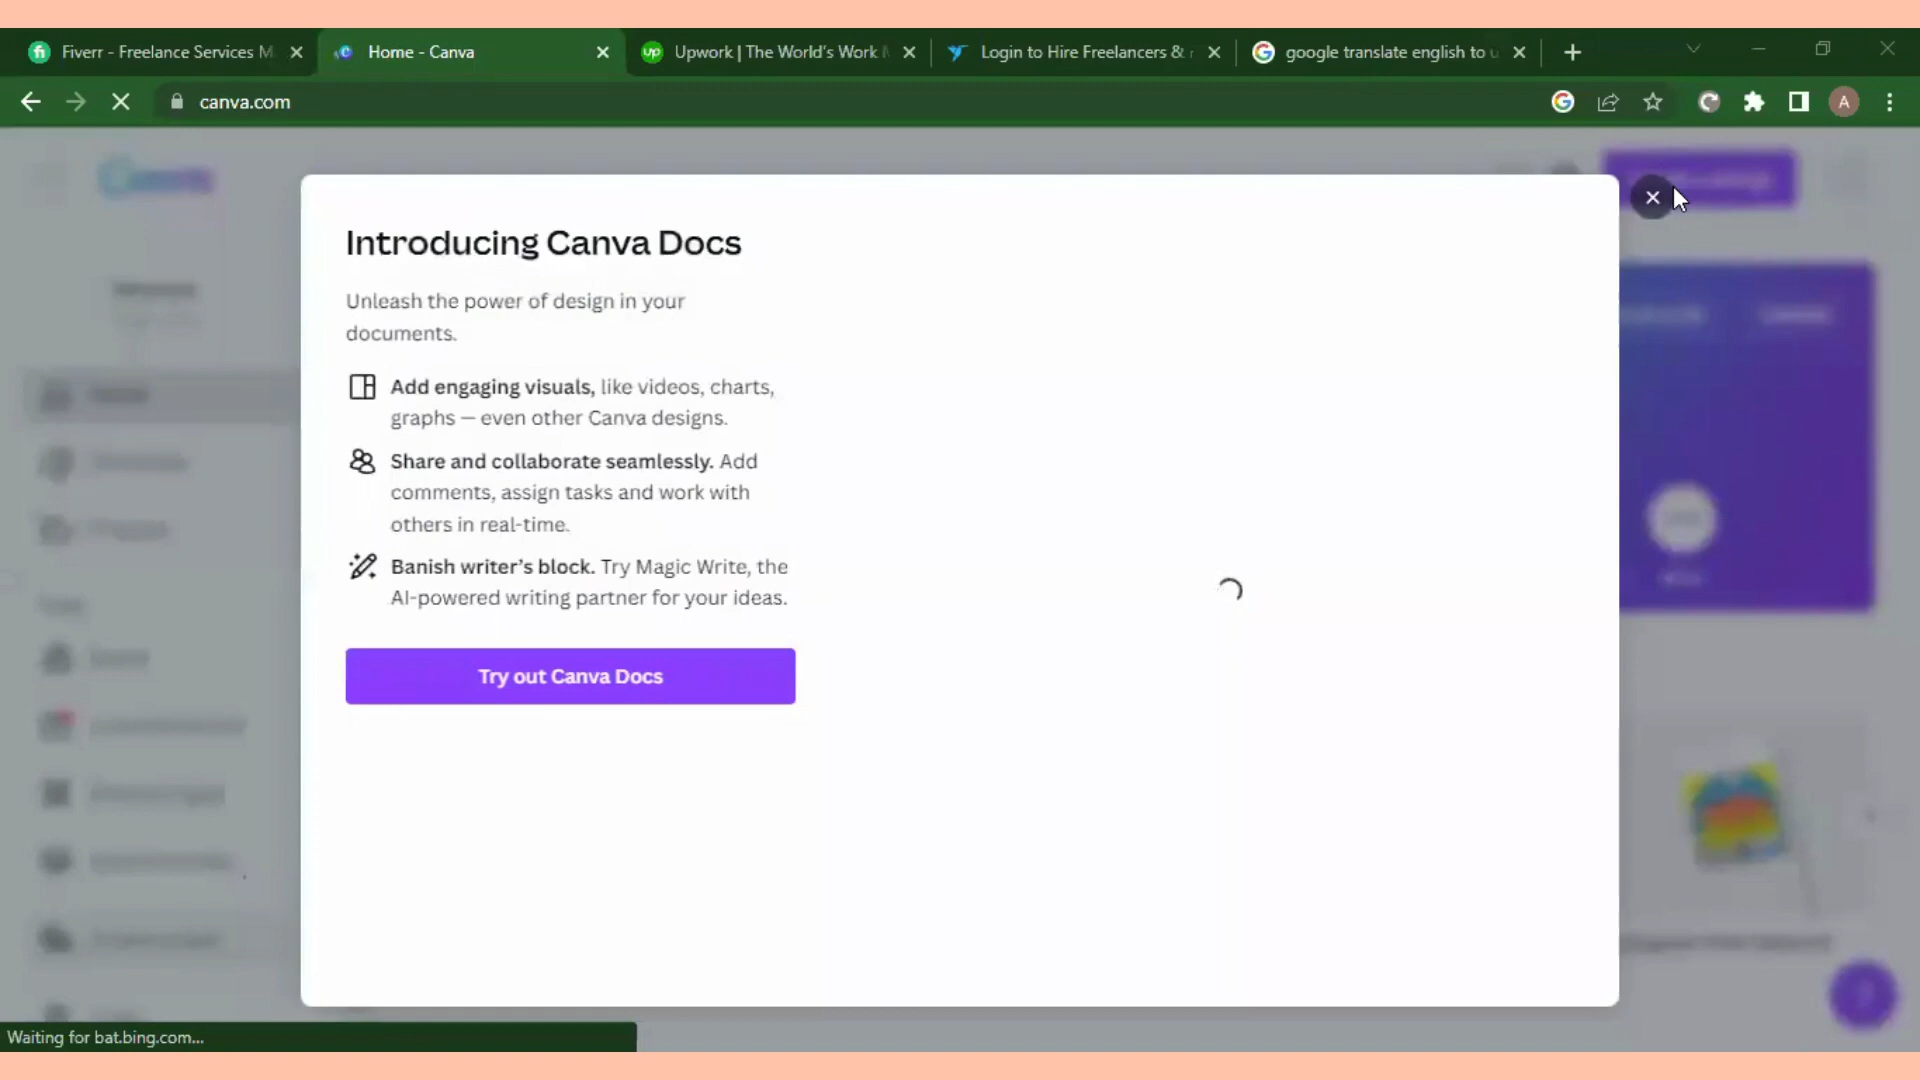 Fiverr - Freelance Services M
Home - Canva
Upwork | The World's Work
Login to Hire Freelancers &
google translate english to u
canva.com
A
Introducing Canva Docs
Unleash the power of design in your
documents.
Add engaging visuals, like videos, charts,
graphs — even other Canva designs.
Share and collaborate seamlessly. Add
comments, assign tasks and work with
others in real-time.
Banish writer's block. Try Magic Write, the
AI-powered writing partner for your ideas.
Try out Canva Docs
Waiting for bat.bing.com...